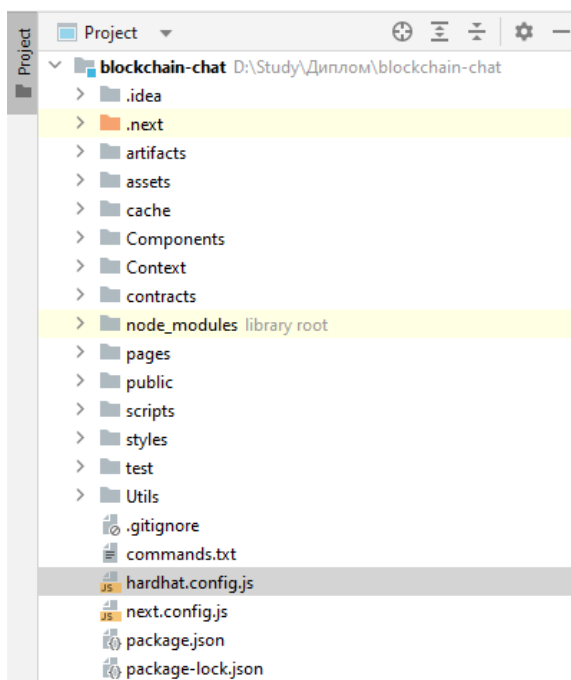 Project
Project
blockchain-chat D:\Study\Диплом\blockchain-chat
.idea
.next
artifacts
assets
cache
Components
Context
contracts
node_modules library root
pages
public
scripts
styles
test
Utils
.gitignore
commands.txt
JS hardhat.config.js
JS next.config.js
package.json
package-lock.json